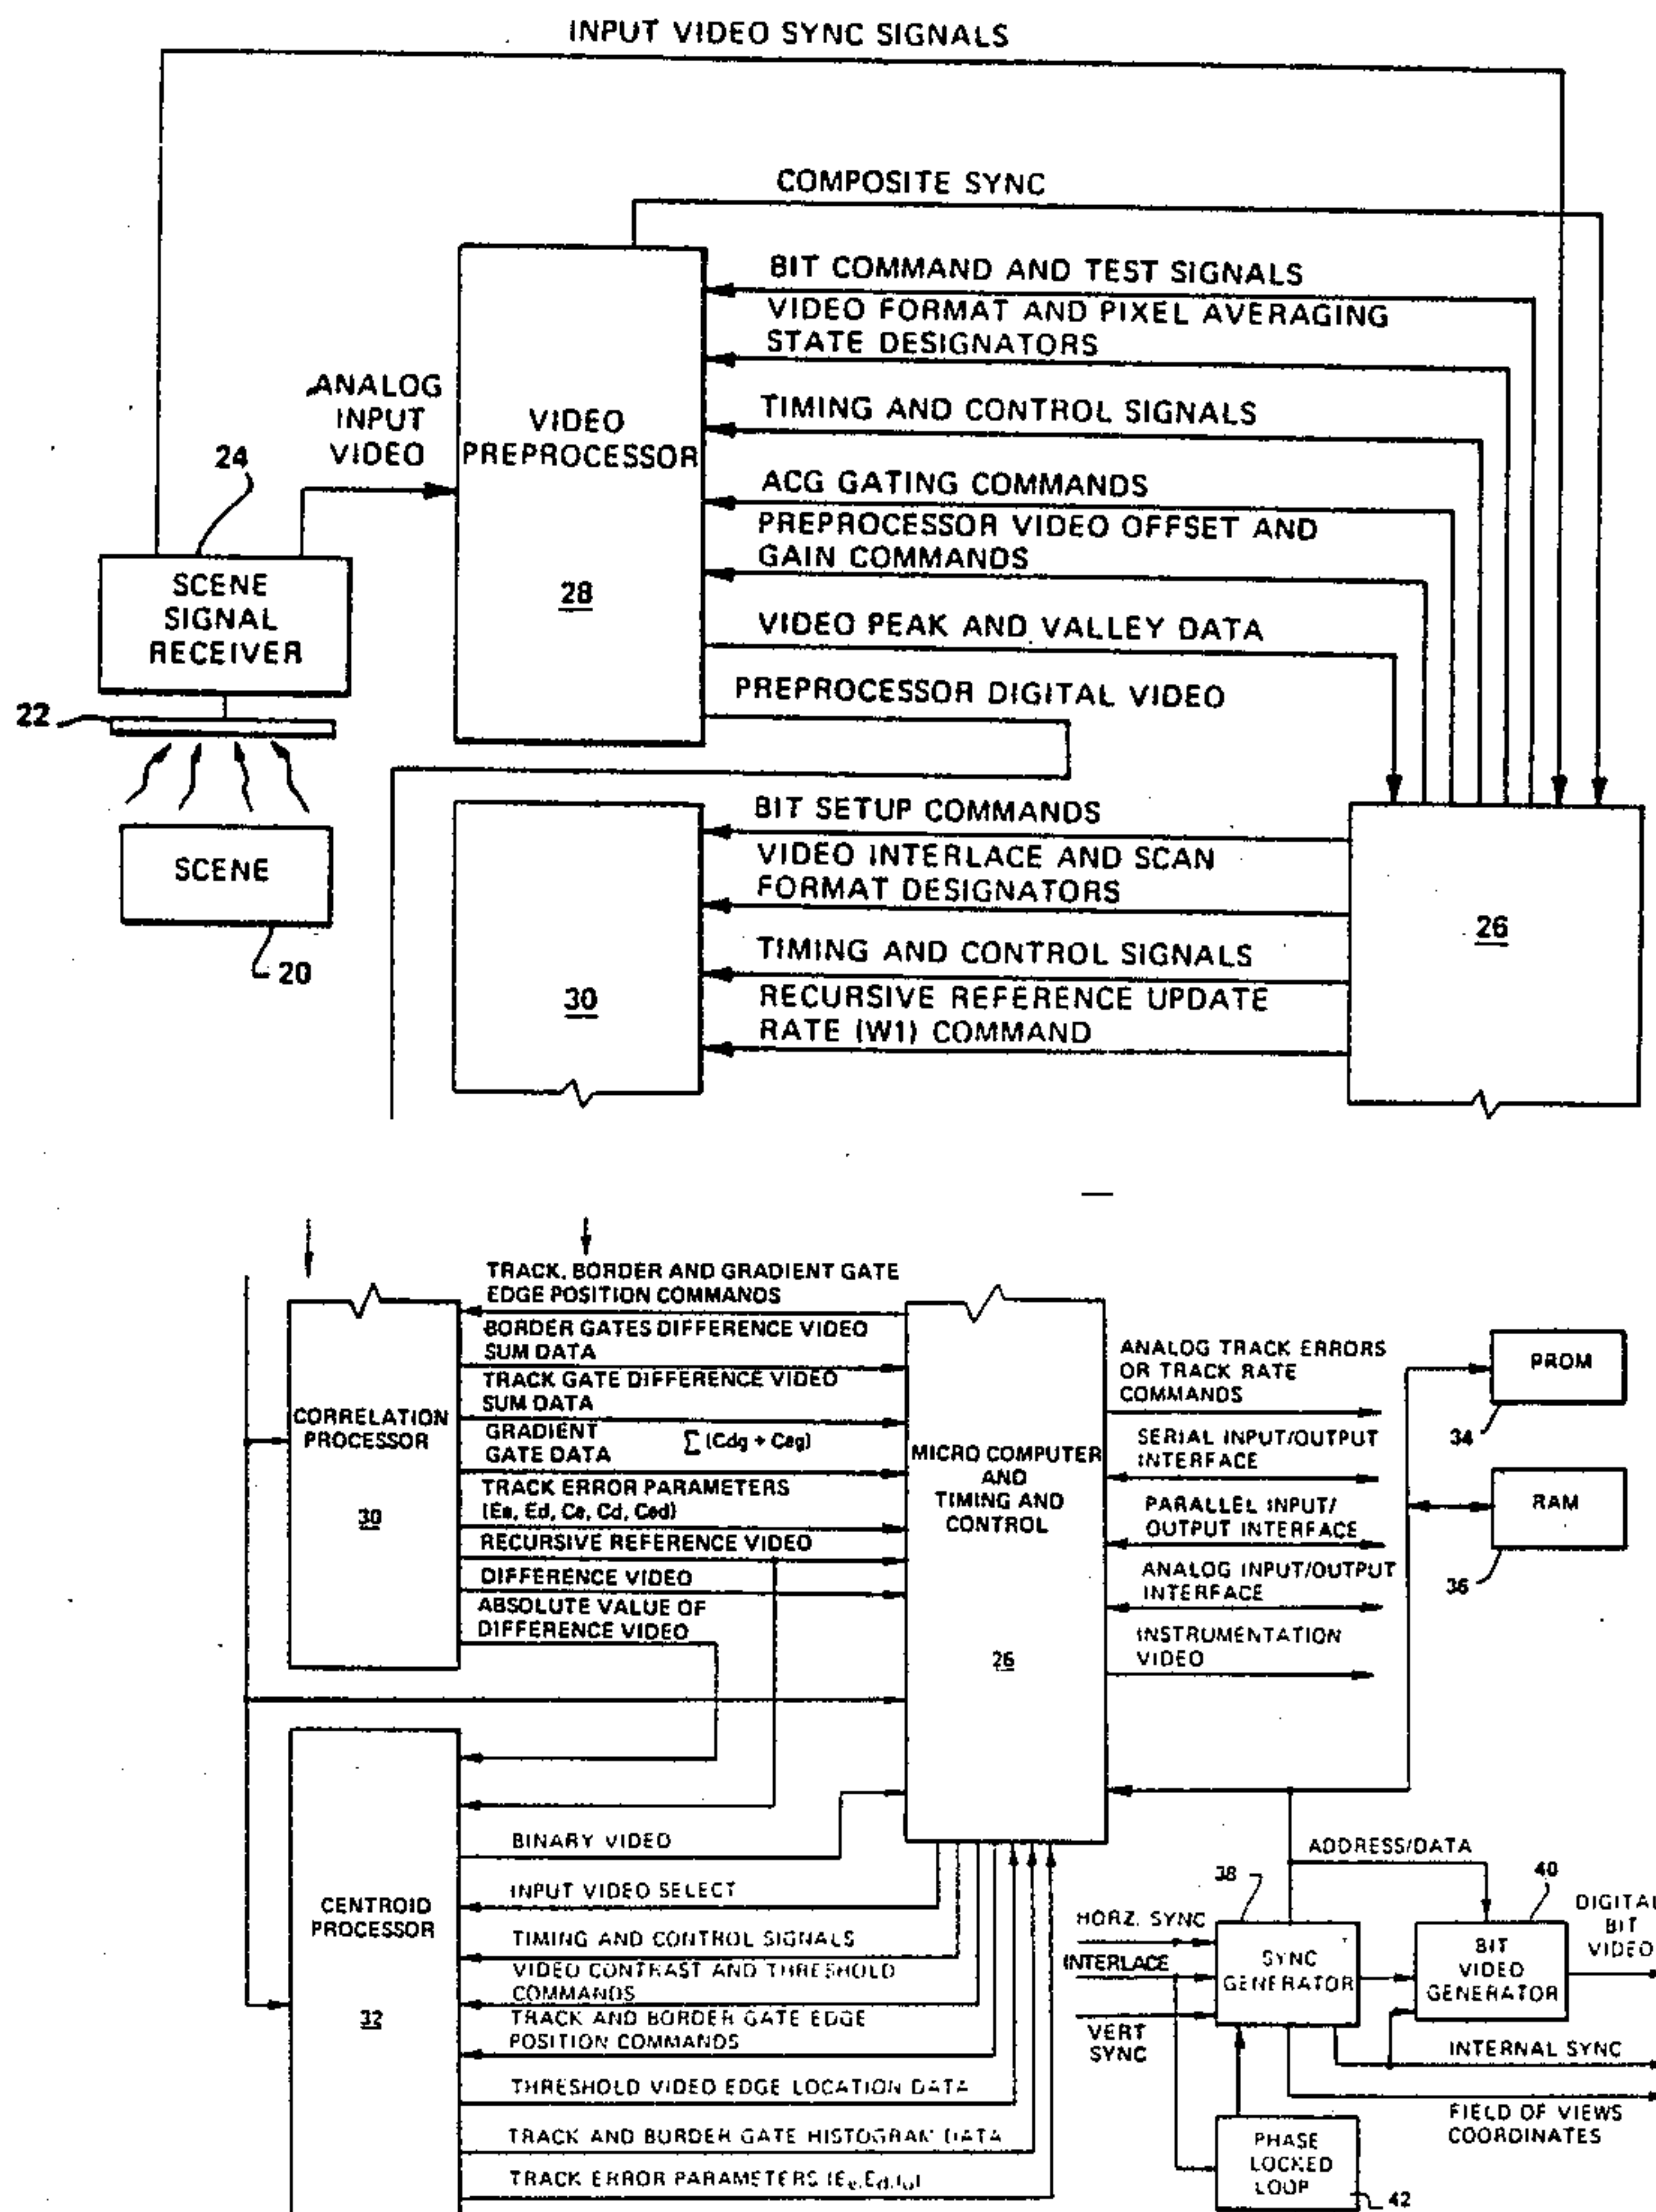 INPUT VIDEO SYNC SIGNALS
COMPOSITE SYNC
BIT COMMAND AND TEST SIGNALS
VIDEO FORMAT AND PIXEL AVERAGING
STATE DESIGNATORS
ANALOG
INPUT
VIDEO
VIDEO
PREPROCESSOR
28
TIMING AND CONTROL SIGNALS
24
ACG GATING COMMANDS
PREPROCESSOR VIDEO OFFSET AND
GAIN COMMANDS
SCENE
SIGNAL
RECEIVER
VIDEO PEAK AND VALLEY DATA
PREPROCESSOR DIGITAL VIDEO
22
SCENE
20
BIT SETUP COMMANDS
VIDEO INTERLACE AND SCAN
FORMAT DESIGNATORS
TIMING AND CONTROL SIGNALS
RECURSIVE REFERENCE UPDATE
RATE (W1) COMMAND
30
26
TRACK, BORDER AND GRADIENT GATE
EDGE POSITION COMMANDS
BORDER GATES DIFFERENCE VIDEO
SUM DATA
TRACK GATE DIFFERENCE VIDEO
SUM DATA
GRADIENT
GATE DATA Σ (Cdg + Ceg)
TRACK ERROR PARAMETERS
(Ee, Ed, Ce, Cd, Ced)
RECURSIVE REFERENCE VIDEO
DIFFERENCE VIDEO
ABSOLUTE VALUE OF
DIFFERENCE VIDEO
CORRELATION
PROCESSOR
30
MICRO COMPUTER
AND
TIMING AND
CONTROL
26
ANALOG TRACK ERRORS
OR TRACK RATE
COMMANDS
SERIAL INPUT/OUTPUT
INTERFACE
PARALLEL INPUT/
OUTPUT INTERFACE
ANALOG INPUT/OUTPUT
INTERFACE
INSTRUMENTATION
VIDEO
PROM
34
RAM
36
CENTROID
PROCESSOR
32
BINARY VIDEO
INPUT VIDEO SELECT
TIMING AND CONTROL SIGNALS
VIDEO CONTRAST AND THRESHOLD
COMMANDS
TRACK AND BORDER GATE EDGE
POSITION COMMANDS
THRESHOLD VIDEO EDGE LOCATION DATA
TRACK AND BORDER GATE HISTOGRAM DATA
TRACK ERROR PARAMETERS
ADDRESS/DATA
38
40
HORZ. SYNC
INTERLACE
VERT
SYNC
SYNC
GENERATOR
BIT
VIDEO
GENERATOR
DIGITAL
BIT
VIDEO
INTERNAL SYNC
FIELD OF VIEWS
COORDINATES
PHASE
LOCKED
LOOP
42